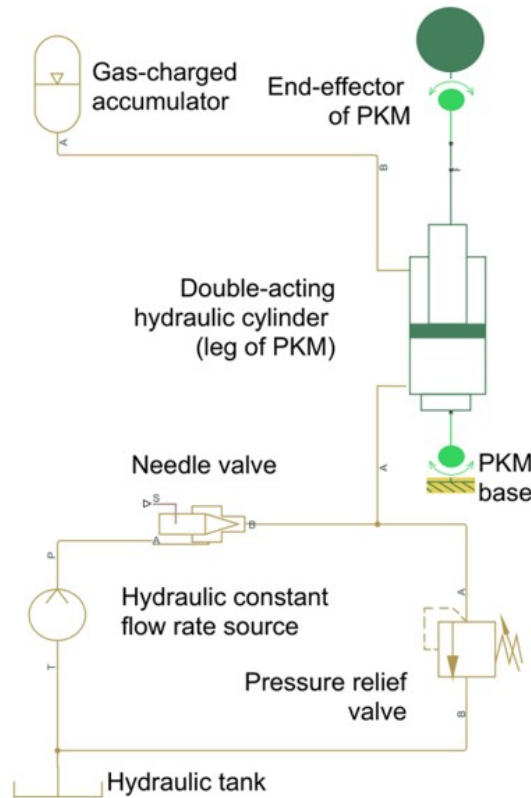 Gas-charged
accumulator
End-effector
of PKM
A
B
Double-acting
hydraulic cylinder
(leg of PKM)
A
PKM
base
Needle valve
S
A
B
P
Hydraulic constant
flow rate source
A
T
Pressure relief
valve
B
Hydraulic tank